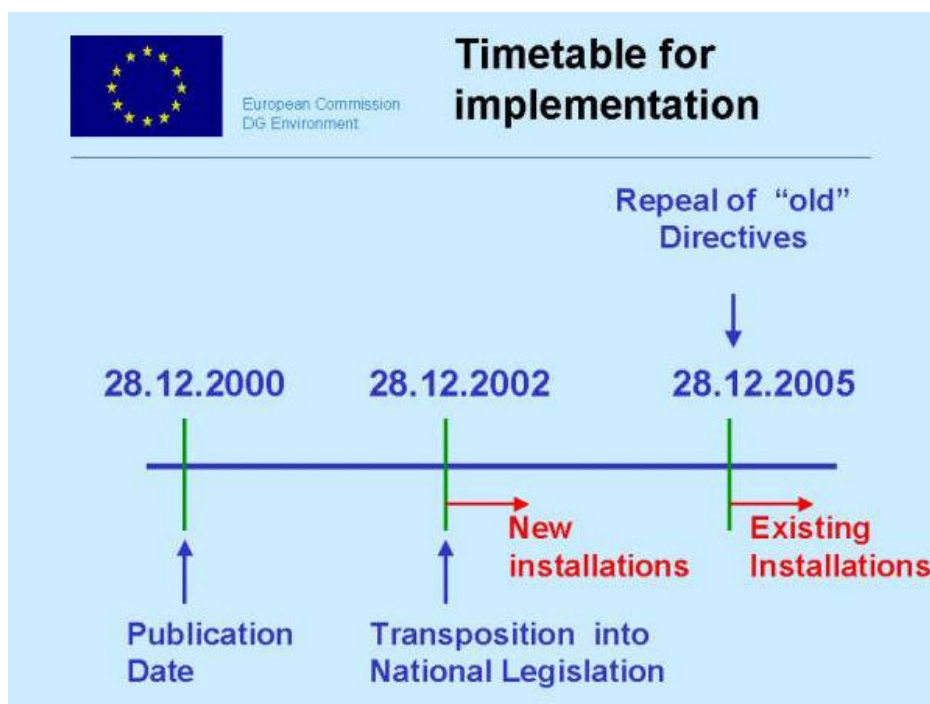 European Commission
DG Environment
Timetable for
implementation
Repeal of “old”
Directives
28.12.2000
28.12.2002
28.12.2005
New
installations
Existing
Installations
Publication
Date
Transposition into
National Legislation